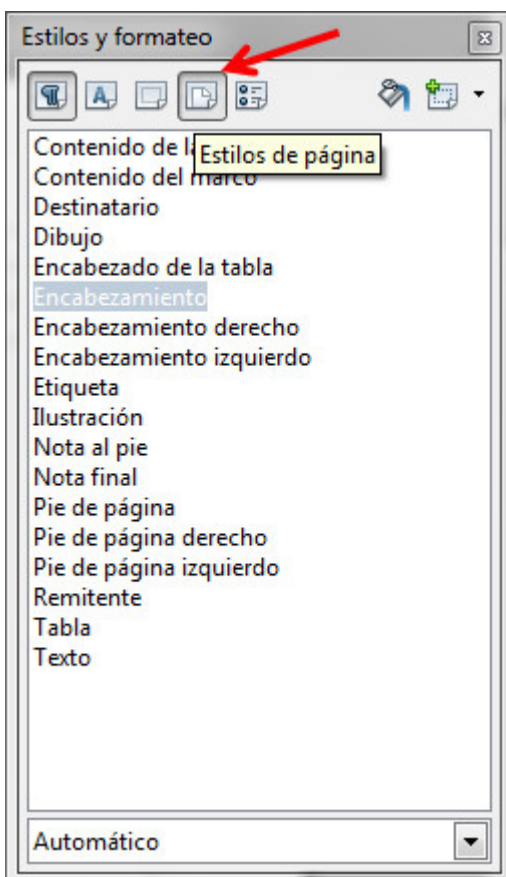 Estilos y formateo
Contenido de l
Estilos de página
Contenido del marco
Destinatario
Dibujo
Encabezado de la tabla
Encabezamiento
Encabezamiento derecho
Encabezamiento izquierdo
Etiqueta
Ilustración
Nota al pie
Nota final
Pie de página
Pie de página derecho
Pie de página izquierdo
Remitente
Tabla
Texto
Automático